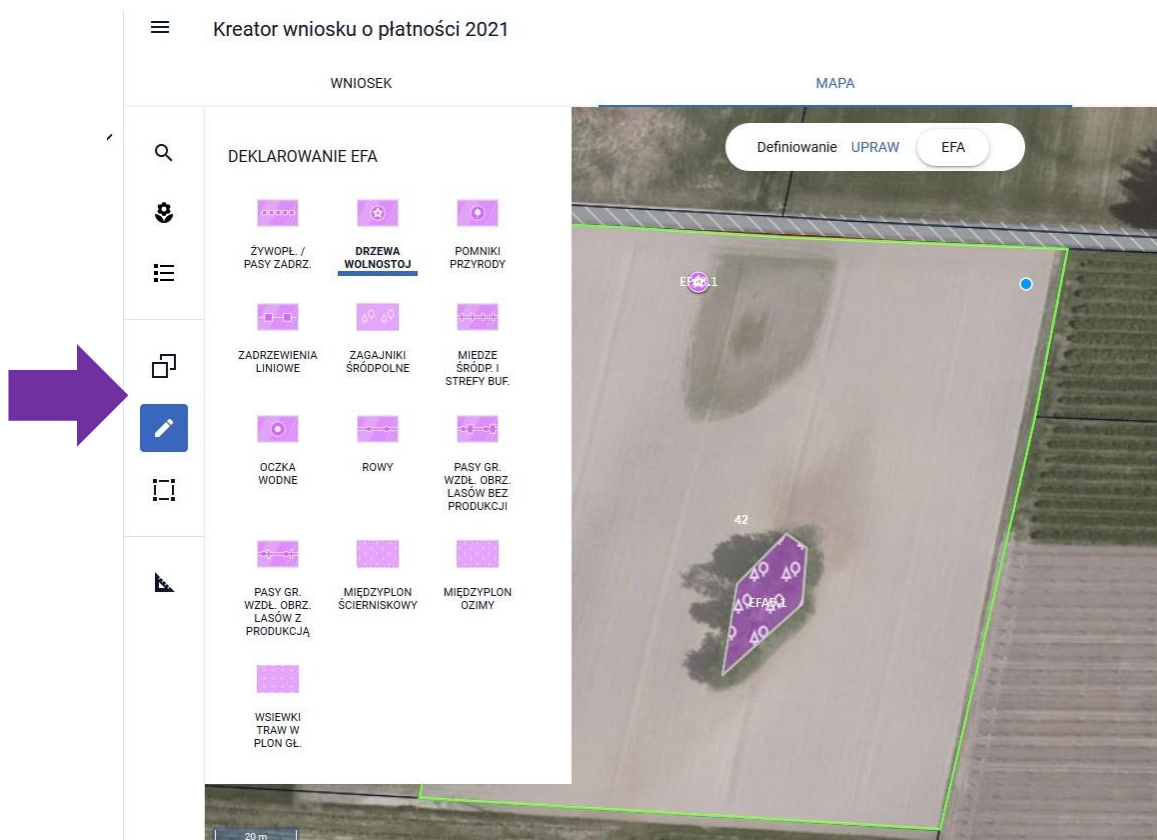 Kreator wniosku o płatności 2021
WNIOSEK
MAPA
DEKLAROWANIE EFA
Definiowanie UPRAW EFA
ŻYWOPŁ. /
PASY ZADRZ.
DRZEWA
WOLNOSTOJ
POMNIKI
PRZYRODY
ZADRZEWIENIA
LINIOWE
ZAGAJNIKI
ŚRÓDPOLNE
MIEDZE
ŚRÓDP. I
STREFY BUF.
OCZKA
WODNE
ROWY
PASY GR.
WZDŁ. OBRZ.
LASÓW BEZ
PRODUKCJI
PASY GR.
WZDŁ. OBRZ.
LASÓW Z
PRODUKCJĄ
MIĘDZYPLON
ŚCIERNISKOWY
MIĘDZYPLON
OZIMY
WSIEWKI
TRAW W
PLON GŁ.
42
20 m